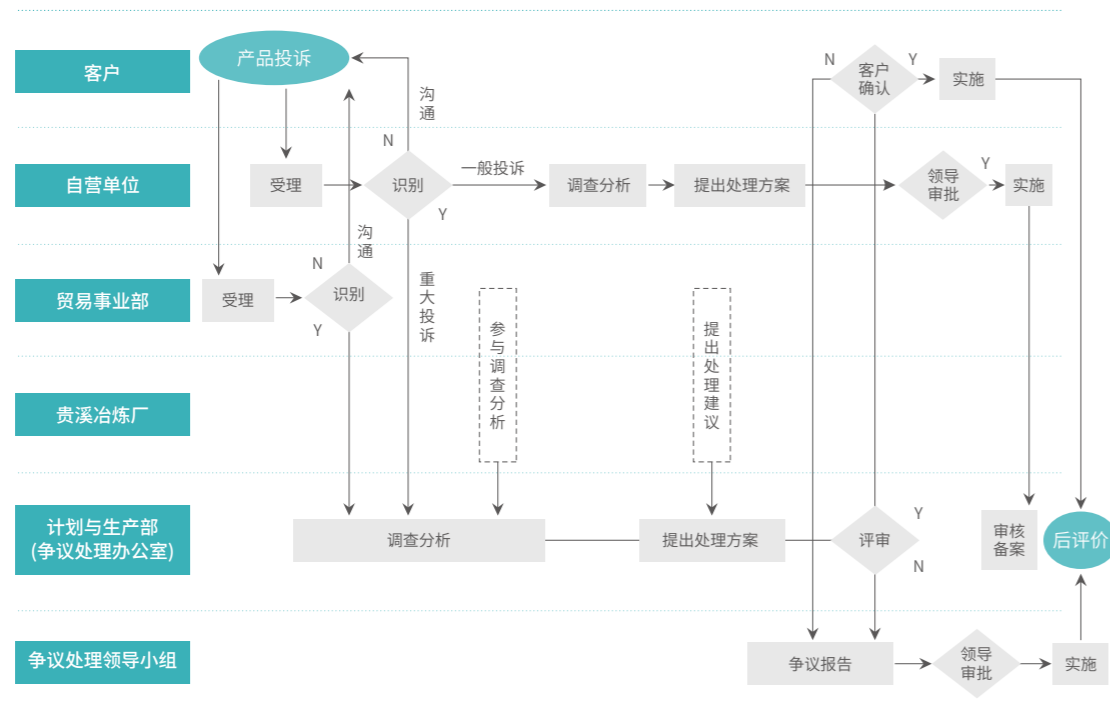 客户
产品投诉
沟通
N
客户
确认
Y
实施
N
自营单位
受理
识别
一般投诉
调查分析
提出处理方案
领导
审批
Y
实施
Y
沟通
贸易事业部
受理
N
识别
Y
重大投诉
参与调查分析
提出处理建议
贵溪冶炼厂
计划与生产部
(争议处理办公室)
调查分析
提出处理方案
评审
Y
N
审核
备案
后评价
争议处理领导小组
争议报告
领导
审批
实施